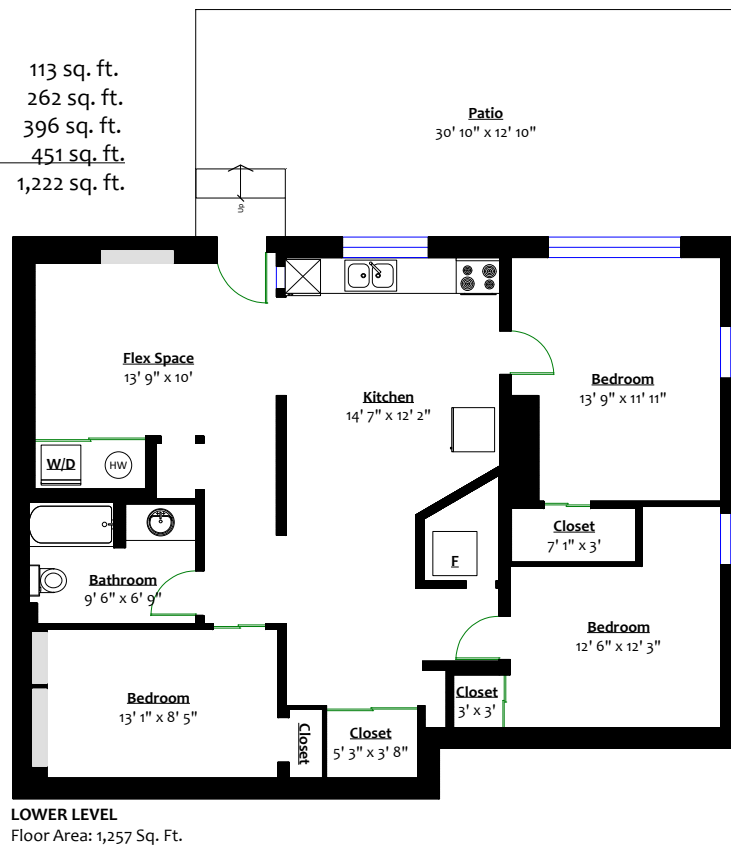 113 sq. ft.
262 sq. ft.
396 sq. ft.
451 sq. ft.
1,222 sq. ft.
Patio
30' 10" x 12' 10"
Up
Flex Space
13' 9" x 10'
Kitchen
14' 7" x 12' 2"
Bedroom
13' 9" x 11' 11"
W/D
HW
Closet
7' 1" x 3'
F
Bathroom
9' 6" x 6' 9"
Bedroom
12' 6" x 12' 3"
Bedroom
13' 1" x 8' 5"
Closet
3' x 3'
Closet
Closet
5' 3" x 3' 8"
LOWER LEVEL
Floor Area: 1,257 Sq. Ft.